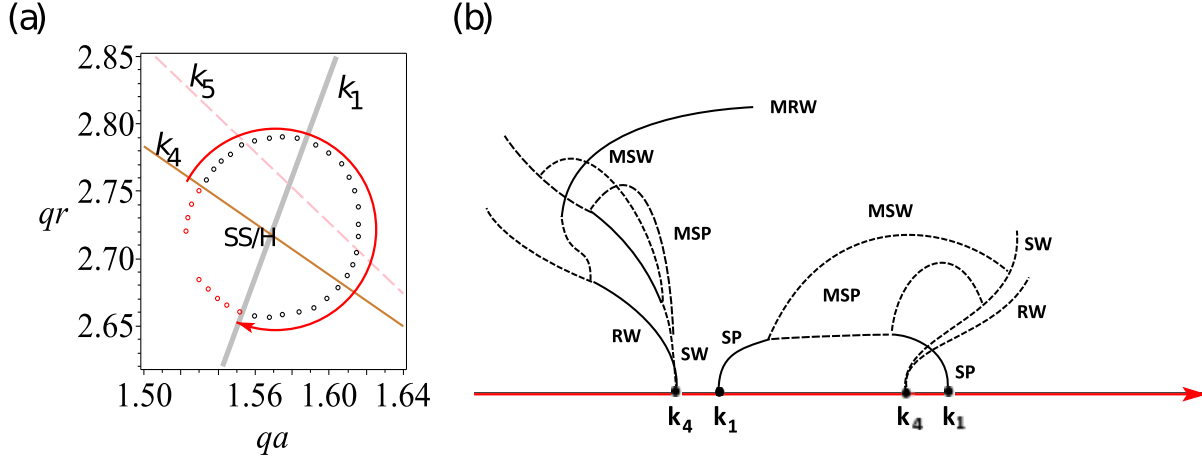 (a)
(b)
2.85
2.80
2.75
2.70
2.65
qr
k5
k1
k4
SS/H
1.50
1.56
1.60
1.64
qa
MRW
MSW
MSP
RW
SW
SP
MSW
MSP
SW
RW
SP
k4
k1
k4
k1